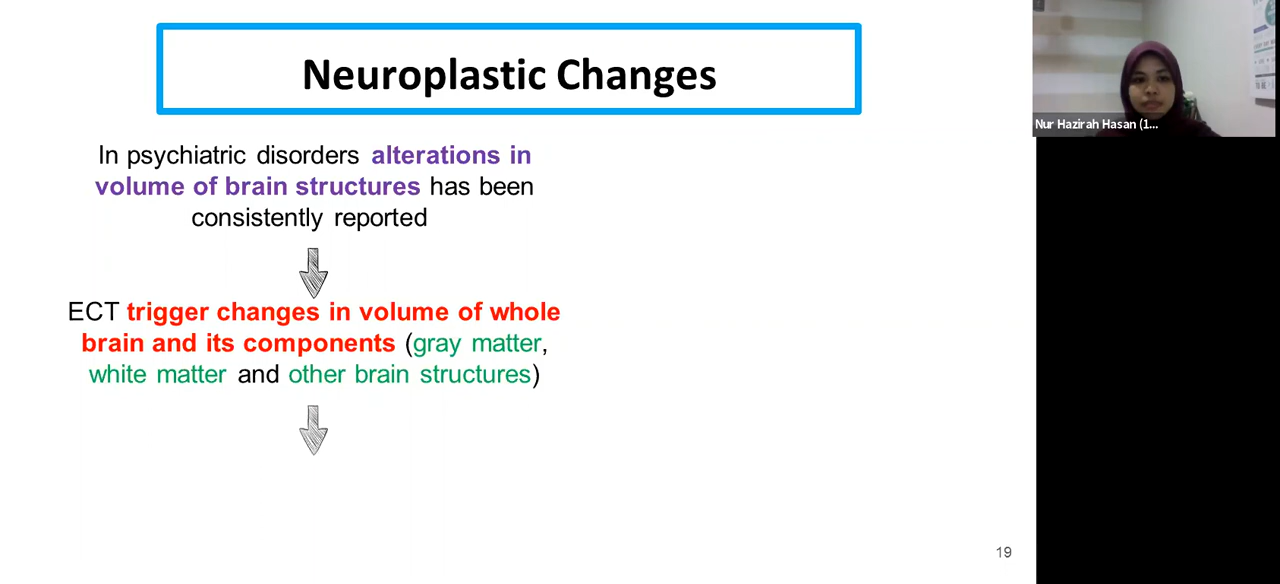 Neuroplastic Changes
In psychiatric disorders alterations in
volume of brain structures has been
consistently reported
ECT trigger changes in volume of whole
brain and its components (gray matter,
white matter and other brain structures)
19
Nur Hazirah Hasan (1...